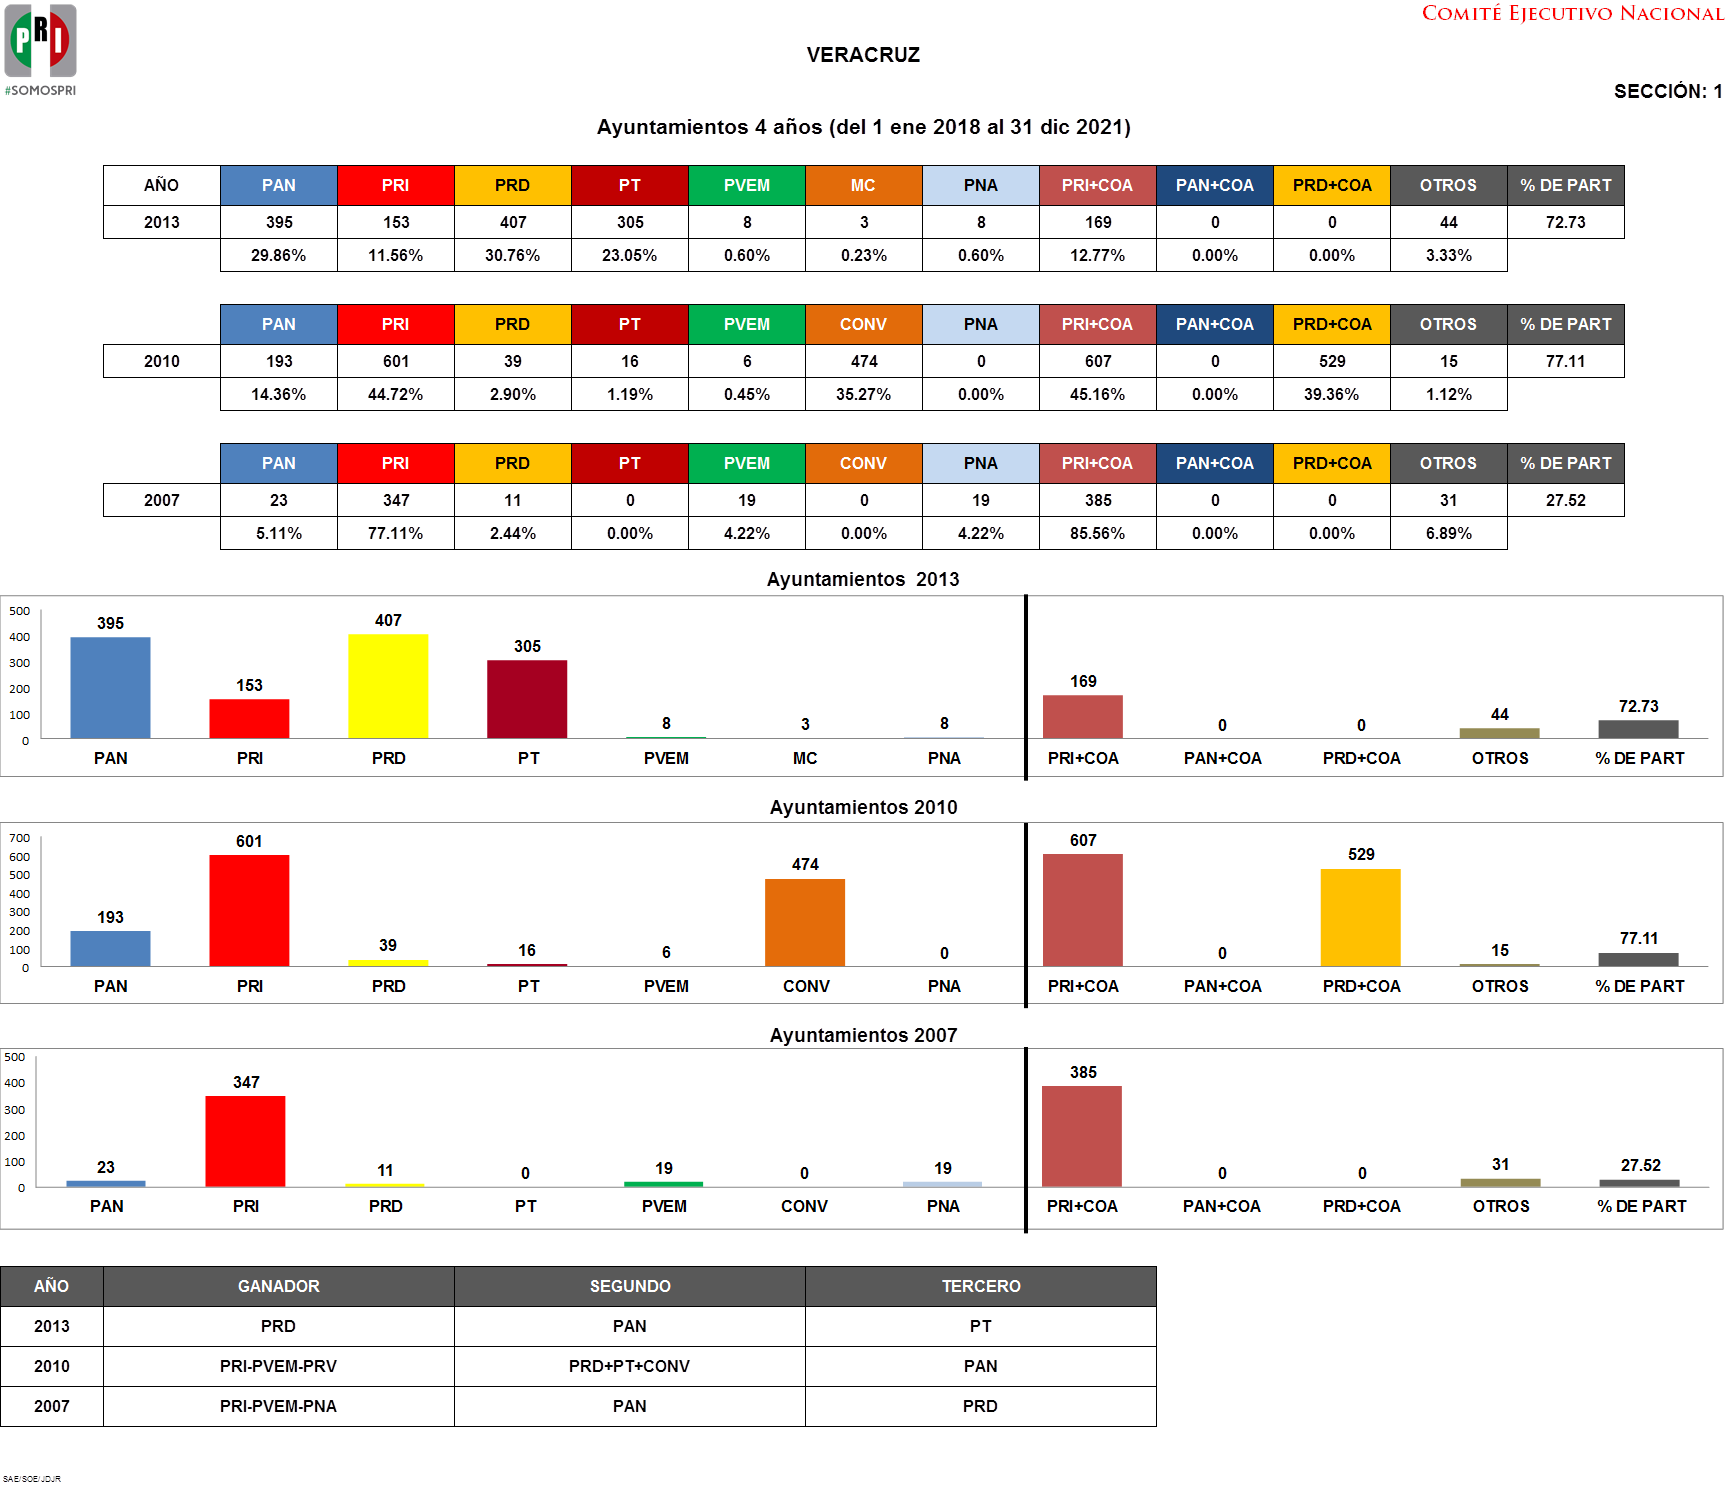 PRI
#SOMOSPRI
COMITÉ EJECUTIVO NACIONAL
VERACRUZ
SECCIÓN: 1
Ayuntamientos 4 años (del 1 ene 2018 al 31 dic 2021)
AÑO PAN PRI PRD PT PVEM MC PNA PRI+COA PAN+COA PRD+COA OTROS % DE PART
2013 395 153 407 305 8 3 8 169 0 0 44 72.73
29.86% 11.56% 30.76% 23.05% 0.60% 0.23% 0.60% 12.77% 0.00% 0.00% 3.33%
PAN PRI PRD PT PVEM CONV PNA PRI+COA PAN+COA PRD+COA OTROS % DE PART
2010 193 601 39 16 6 474 0 607 0 529 15 77.11
14.36% 44.72% 2.90% 1.19% 0.45% 35.27% 0.00% 45.16% 0.00% 39.36% 1.12%
PAN PRI PRD PT PVEM CONV PNA PRI+COA PAN+COA PRD+COA OTROS % DE PART
2007 23 347 11 0 19 0 19 385 0 0 31 27.52
5.11% 77.11% 2.44% 0.00% 4.22% 0.00% 4.22% 85.56% 0.00% 0.00% 6.89%
Ayuntamientos 2013
500
400
300
200
100
0
395 153 407 305 8 3 8 169 0 0 44 72.73
PAN PRI PRD PT PVEM MC PNA PRI+COA PAN+COA PRD+COA OTROS % DE PART
Ayuntamientos 2010
700
600
500
400
300
200
100
0
193 601 39 16 6 474 0 607 0 529 15 77.11
PAN PRI PRD PT PVEM CONV PNA PRI+COA PAN+COA PRD+COA OTROS % DE PART
Ayuntamientos 2007
500
400
300
200
100
0
23 347 11 0 19 0 19 385 0 0 31 27.52
PAN PRI PRD PT PVEM CONV PNA PRI+COA PAN+COA PRD+COA OTROS % DE PART
AÑO GANADOR SEGUNDO TERCERO
2013 PRD PAN PT
2010 PRI-PVEM-PRV PRD+PT+CONV PAN
2007 PRI-PVEM-PNA PAN PRD
SAE/SOE/JDJR